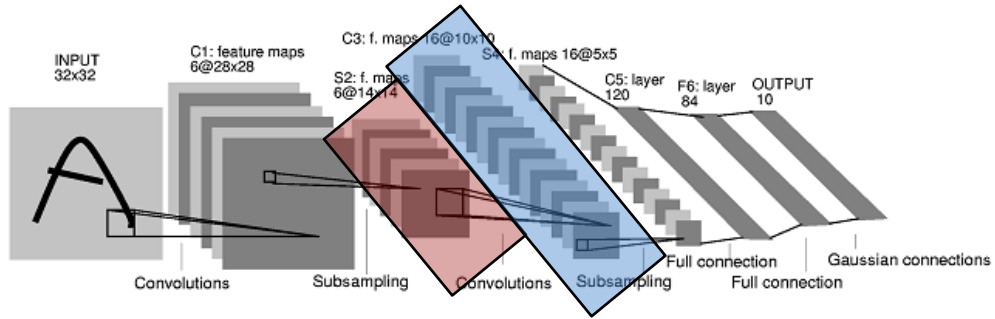 INPUT
32x32
C1: feature maps
6@28x28
S2: f. maps
6@14x14
C3: f. maps 16@10x10
S4: f. maps 16@5x5
C5: layer
120
F6: layer
84
OUTPUT
10
A
Convolutions
Subsampling
Convolutions
Subsampling
Full connection
Full connection
Gaussian connections